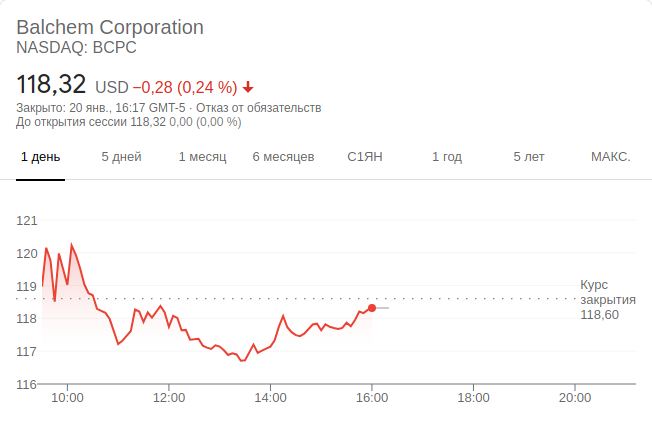 Balchem Corporation
NASDAQ: BCPC
118,32 USD −0,28 (0,24 %)
Закрыто: 20 янв., 16:17 GMT-5 · Отказ от обязательств
До открытия сессии 118,32 0,00 (0,00 %)
1 день 5 дней 1 месяц 6 месяцев С1ЯН 1 год 5 лет МАКС.
121
120
119
118
117
116
Курс
закрытия
118,60
10:00 12:00 14:00 16:00 18:00 20:00